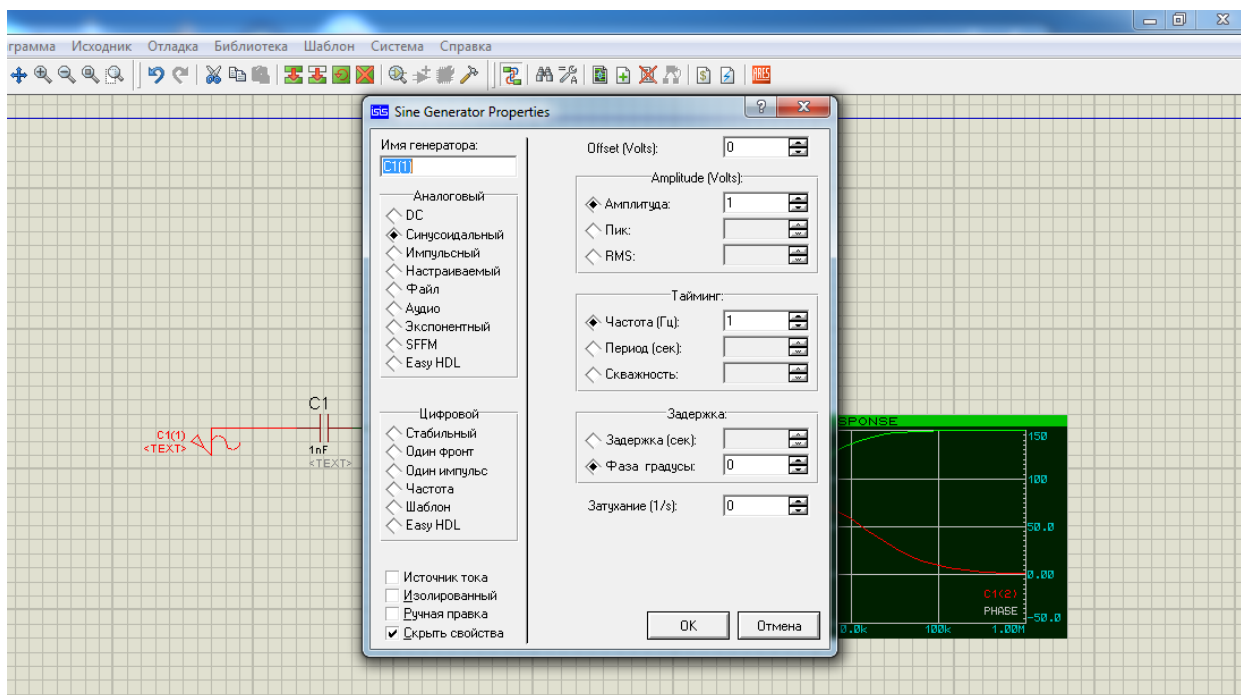 грамма Исходник Отладка Библиотека Шаблон Система Справка
ARES
isis Sine Generator Properties
Имя генератора:
C1(1)
Аналоговый
DC
Синусоидальный
Импульсный
Настраиваемый
Файл
Аудио
Экспонентный
SFFM
Easy HDL
Цифровой
Стабильный
Один фронт
Один импульс
Частота
Шаблон
Easy HDL
Источник тока
Изолированный
Ручная правка
Скрыть свойства
Offset (Volts): 0
Amplitude (Volts):
Амплитуда: 1
Пик:
RMS:
Тайминг:
Частота (Гц): 1
Период (сек):
Скважность:
Задержка:
Задержка (сек):
Фаза градусы: 0
Затухание (1/s): 0
OK Отмена
C1(1)
<TEXT>
C1
1nF
<TEXT>
SPONSE
150
100
50.0
0.00
C1(2)
PHASE
-50.0
0.0k 100k 1.00M